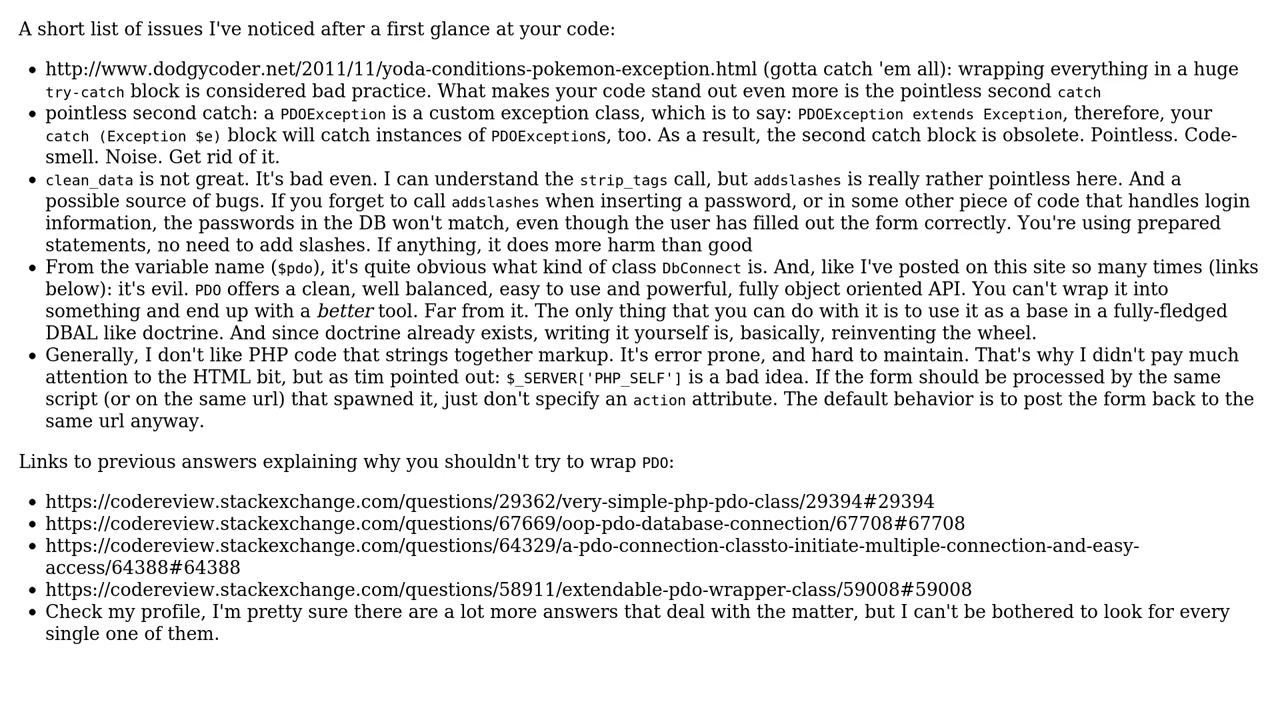 A short list of issues I've noticed after a first glance at your code:
• http://www.dodgycoder.net/2011/11/yoda-conditions-pokemon-exception.html (gotta catch 'em all): wrapping everything in a huge
try-catch block is considered bad practice. What makes your code stand out even more is the pointless second catch
• pointless second catch: a PDOException is a custom exception class, which is to say: PDOException extends Exception, therefore, your
catch (Exception $e) block will catch instances of PDOExceptions, too. As a result, the second catch block is obsolete. Pointless. Code-
smell. Noise. Get rid of it.
• clean_data is not great. It's bad even. I can understand the strip_tags call, but addslashes is really rather pointless here. And a
possible source of bugs. If you forget to call addslashes when inserting a password, or in some other piece of code that handles login
information, the passwords in the DB won't match, even though the user has filled out the form correctly. You're using prepared
statements, no need to add slashes. If anything, it does more harm than good
• From the variable name ($pdo), it's quite obvious what kind of class DbConnect is. And, like I've posted on this site so many times (links
below): it's evil. PDO offers a clean, well balanced, easy to use and powerful, fully object oriented API. You can't wrap it into
something and end up with a better tool. Far from it. The only thing that you can do with it is to use it as a base in a fully-fledged
DBAL like doctrine. And since doctrine already exists, writing it yourself is, basically, reinventing the wheel.
• Generally, I don't like PHP code that strings together markup. It's error prone, and hard to maintain. That's why I didn't pay much
attention to the HTML bit, but as tim pointed out: $_SERVER['PHP_SELF'] is a bad idea. If the form should be processed by the same
script (or on the same url) that spawned it, just don't specify an action attribute. The default behavior is to post the form back to the
same url anyway.
Links to previous answers explaining why you shouldn't try to wrap PDO:
• https://codereview.stackexchange.com/questions/29362/very-simple-php-pdo-class/29394#29394
• https://codereview.stackexchange.com/questions/67669/oop-pdo-database-connection/67708#67708
• https://codereview.stackexchange.com/questions/64329/a-pdo-connection-classto-initiate-multiple-connection-and-easy-
access/64388#64388
• https://codereview.stackexchange.com/questions/58911/extendable-pdo-wrapper-class/59008#59008
• Check my profile, I'm pretty sure there are a lot more answers that deal with the matter, but I can't be bothered to look for every
single one of them.